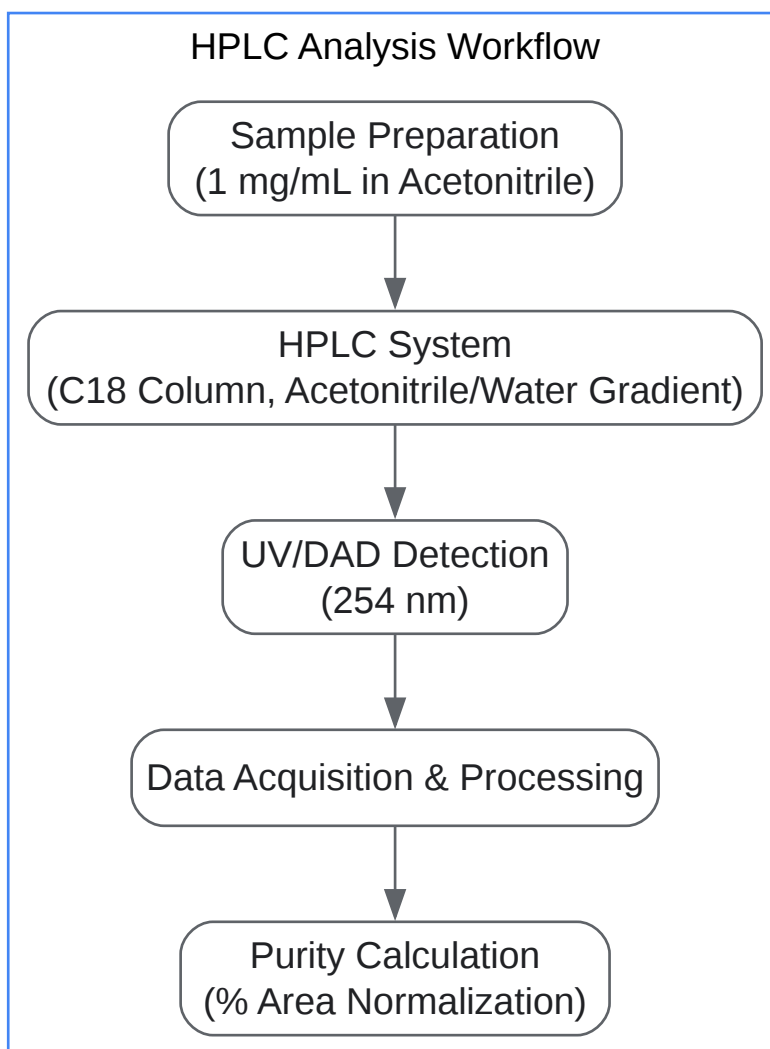 HPLC Analysis Workflow
Sample Preparation
(1 mg/mL in Acetonitrile)
HPLC System
(C18 Column, Acetonitrile/Water Gradient)
UV/DAD Detection
(254 nm)
Data Acquisition & Processing
Purity Calculation
(% Area Normalization)